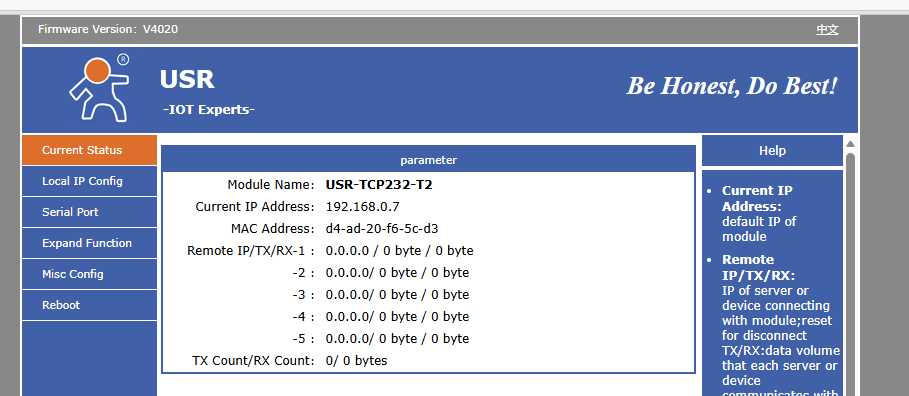 Firmware Version: V4020
中文
®
USR
-IOT Experts-
Be Honest, Do Best!
Current Status
Local IP Config
Serial Port
Expand Function
Misc Config
Reboot
parameter
Module Name: USR-TCP232-T2
Current IP Address: 192.168.0.7
MAC Address: d4-ad-20-f6-5c-d3
Remote IP/TX/RX-1 : 0.0.0.0 / 0 byte / 0 byte
-2 : 0.0.0.0/ 0 byte / 0 byte
-3 : 0.0.0.0/ 0 byte / 0 byte
-4 : 0.0.0.0/ 0 byte / 0 byte
-5 : 0.0.0.0/ 0 byte / 0 byte
TX Count/RX Count: 0/ 0 bytes
Help
Current IP
Address:
default IP of
module
Remote
IP/TX/RX:
IP of server or
device connecting
with module;reset
for disconnect
TX/RX:data volume
that each server or
device
communicates with